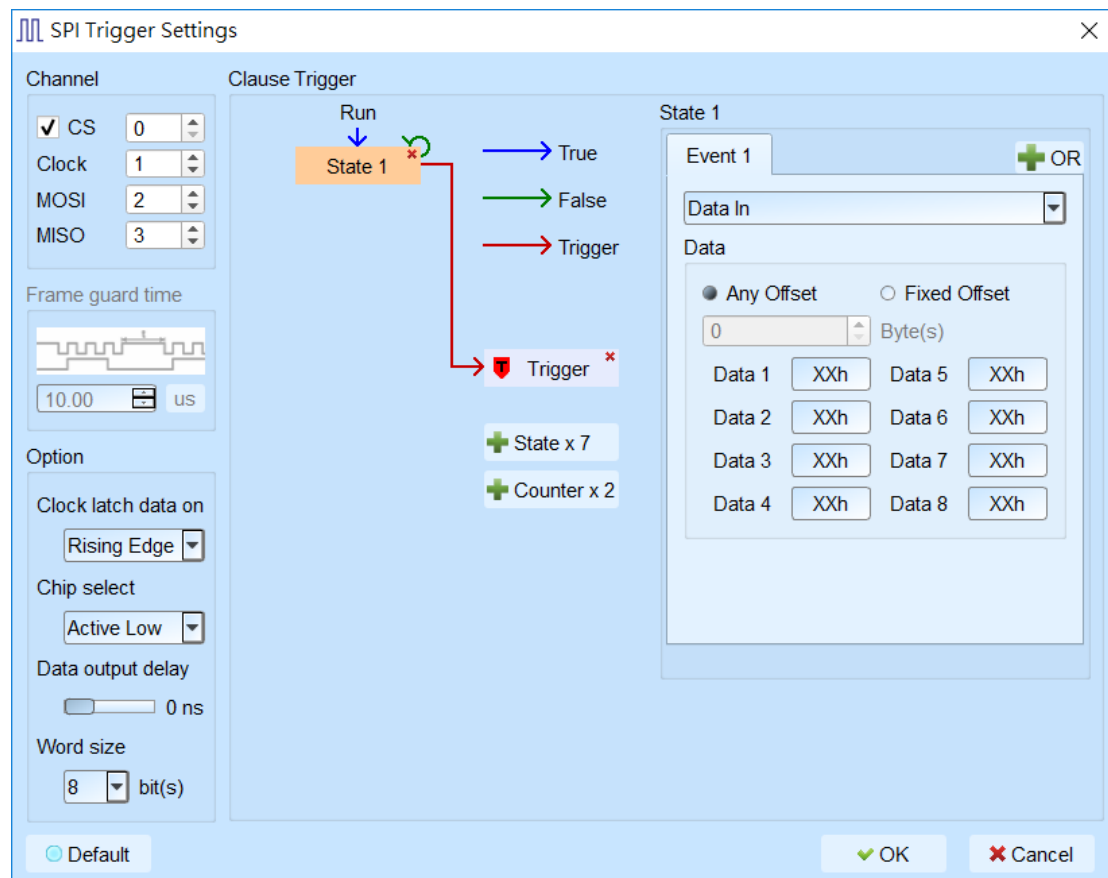 SPI Trigger Settings
Channel
CS 0
Clock 1
MOSI 2
MISO 3
Frame guard time
t
10.00 us
Option
Clock latch data on
Rising Edge
Chip select
Active Low
Data output delay
0 ns
Word size
8 bit(s)
Default
Clause Trigger
Run
State 1
True
False
Trigger
T Trigger
State x 7
Counter x 2
State 1
Event 1
OR
Data In
Data
Any Offset Fixed Offset
0 Byte(s)
Data 1 XXh Data 5 XXh
Data 2 XXh Data 6 XXh
Data 3 XXh Data 7 XXh
Data 4 XXh Data 8 XXh
OK
Cancel